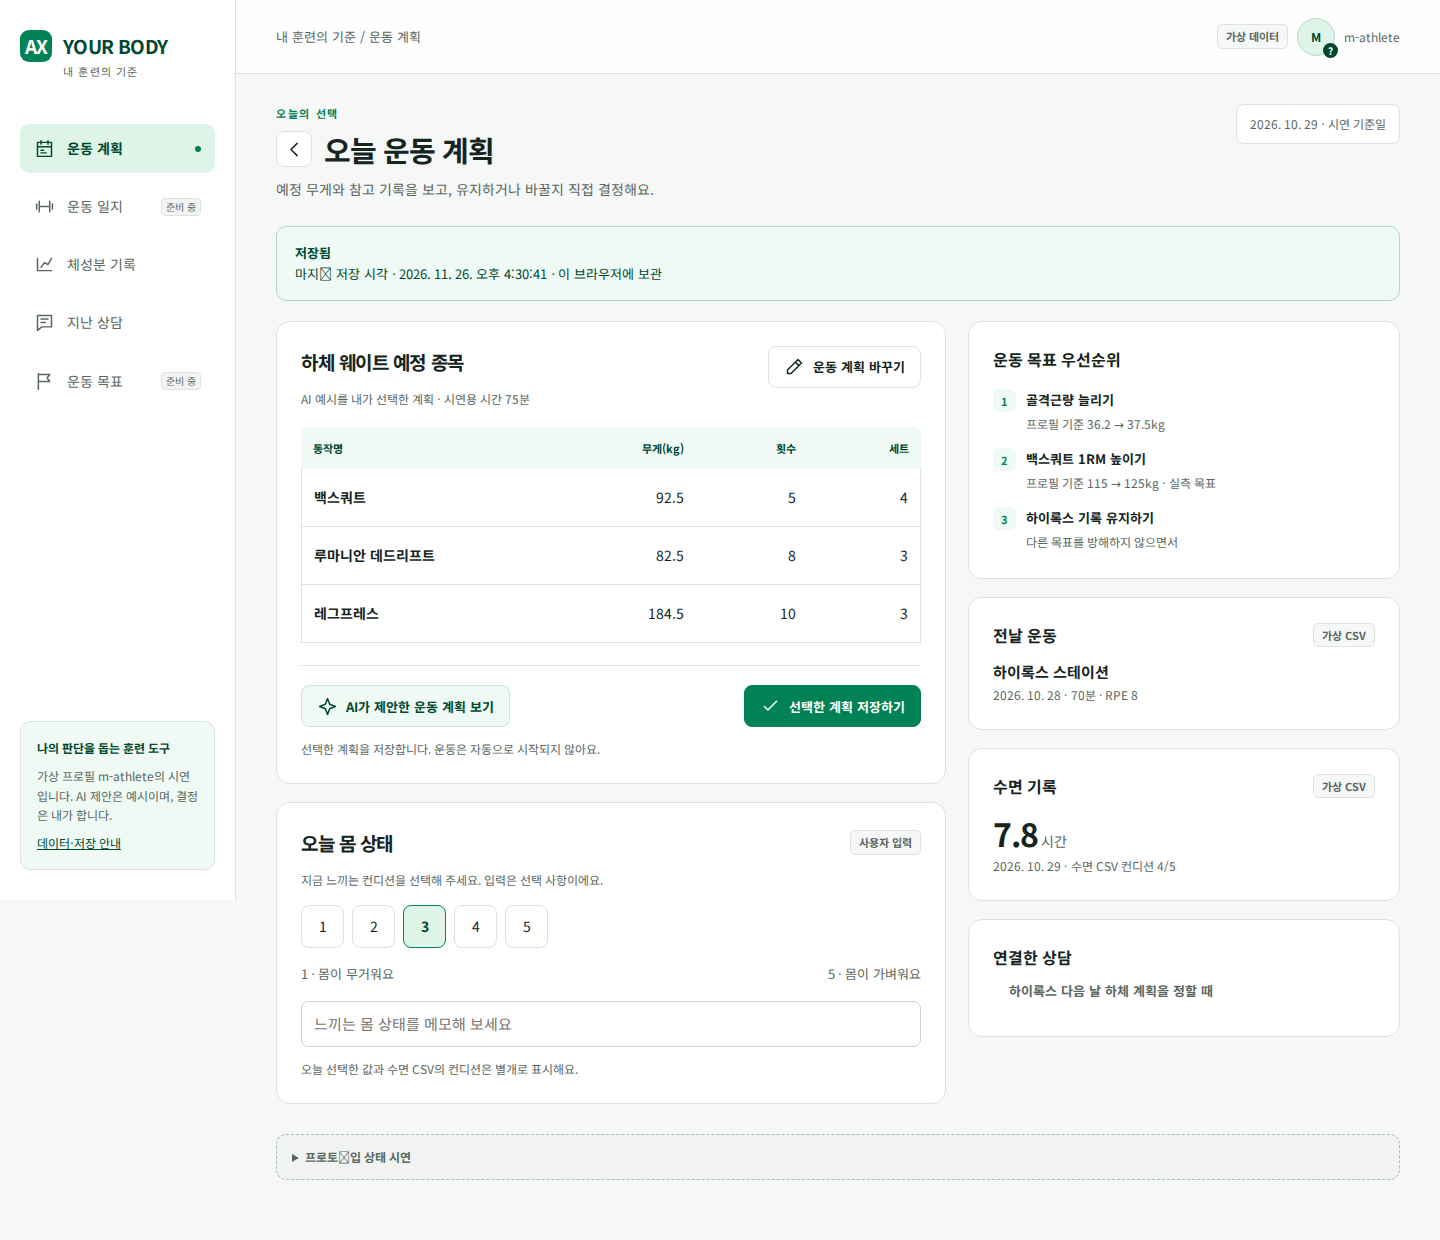 AX YOUR BODY
내 훈련의 기준
운동 계획
운동 일지 준비 중
체성분 기록
지난 상담
운동 목표 준비 중
나의 판단을 돕는 훈련 도구
가상 프로필 m-athlete의 시연
입니다. AI 제안은 예시이며, 결정
은 내가 합니다.
데이터·저장 안내
내 훈련의 기준 / 운동 계획
가상 데이터 M ? m-athlete
오늘의 선택
오늘 운동 계획
예정 무게와 참고 기록을 보고, 유지하거나 바꿀지 직접 결정해요.
2026. 10. 29 · 시연 기준일
저장됨
저장 시각 · 2026. 11. 26. 오후 4:30:41 · 이 브라우저에 보관
하체 웨이트 예정 종목
운동 계획 바꾸기
AI 예시를 내가 선택한 계획 · 시연용 시간 75분
동작명 무게(kg) 횟수 세트
백스쿼트 92.5 5 4
루마니안 데드리프트 82.5 8 3
레그프레스 184.5 10 3
AI가 제안한 운동 계획 보기
선택한 계획 저장하기
선택한 계획을 저장합니다. 운동은 자동으로 시작되지 않아요.
오늘 몸 상태
사용자 입력
지금 느끼는 컨디션을 선택해 주세요. 입력은 선택 사항이에요.
1 2 3 4 5
1 · 몸이 무거워요 5 · 몸이 가벼워요
느끼는 몸 상태를 메모해 보세요
오늘 선택한 값과 수면 CSV의 컨디션은 별개로 표시해요.
운동 목표 우선순위
1 골격근량 늘리기
프로필 기준 36.2 → 37.5kg
2 백스쿼트 1RM 높이기
프로필 기준 115 → 125kg · 실측 목표
3 하이록스 기록 유지하기
다른 목표를 방해하지 않으면서
전날 운동 가상 CSV
하이록스 스테이션
2026. 10. 28 · 70분 · RPE 8
수면 기록 가상 CSV
7.8 시간
2026. 10. 29 · 수면 CSV 컨디션 4/5
연결한 상담
하이록스 다음 날 하체 계획을 정할 때
상태 시연